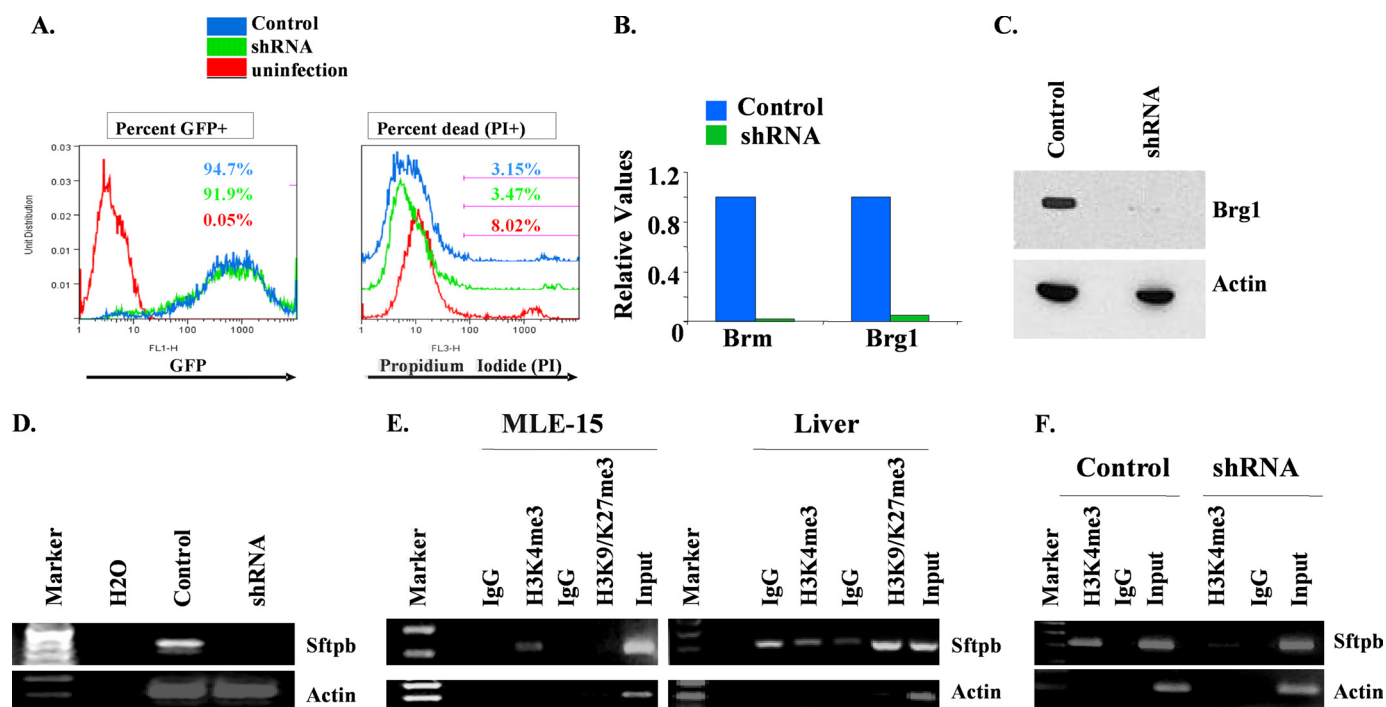 A.
Control
shRNA
uninfection
Percent GFP+
94.7%
91.9%
0.05%
0.03
0.03
0.02
0.01
0.01
Unit Distribution
1
10
100
1000
FL1-H
GFP
Percent dead (PI+)
3.15%
3.47%
8.02%
1
10
100
1000
FL3-H
Propidium Iodide (PI)
B.
Control
shRNA
Relative Values
1.2
0.8
0.4
0
Brm
Brg1
C.
Control
shRNA
Brg1
Actin
D.
Marker
H2O
Control
shRNA
Sftpb
Actin
E.
MLE-15
Liver
Marker
IgG
H3K4me3
IgG
H3K9/K27me3
Input
Marker
IgG
H3K4me3
IgG
H3K9/K27me3
Input
Sftpb
Actin
F.
Control
shRNA
Marker
H3K4me3
IgG
Input
H3K4me3
IgG
Input
Sftpb
Actin